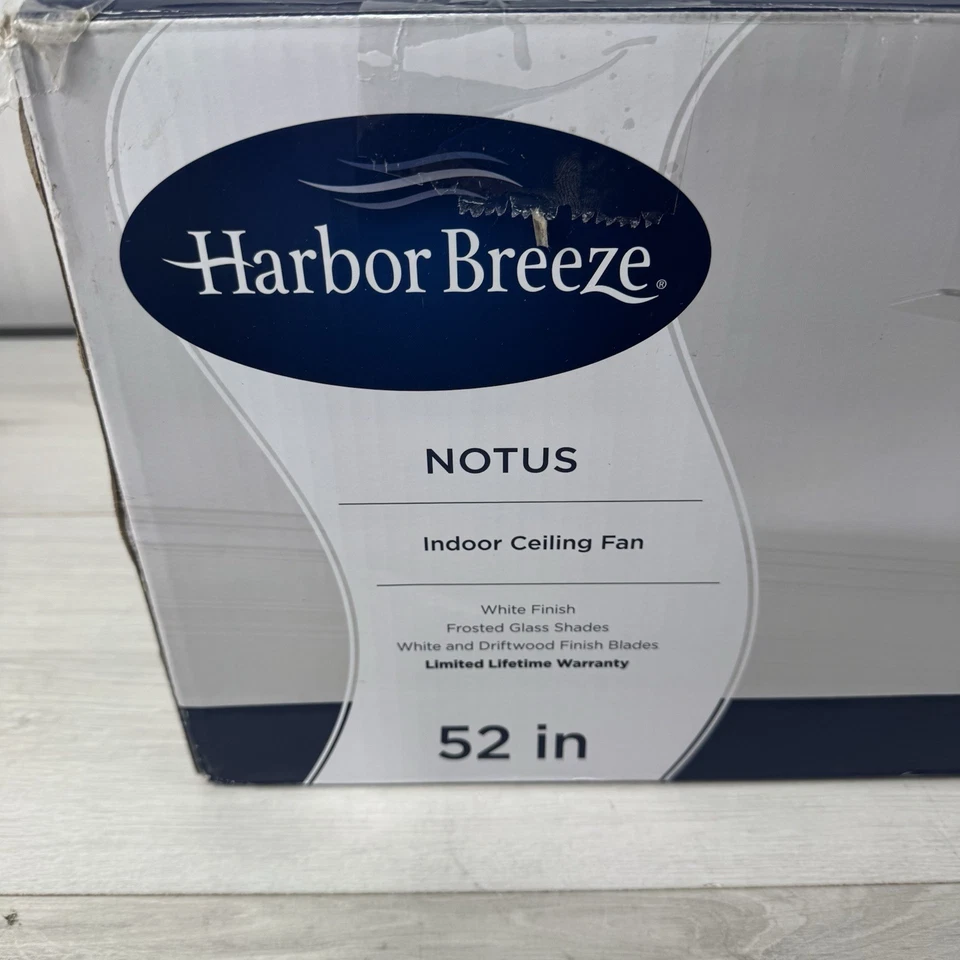 Harbor Breeze®
NOTUS
Indoor Ceiling Fan
White Finish
Frosted Glass Shades
White and Driftwood Finish Blades
Limited Lifetime Warranty
52 in